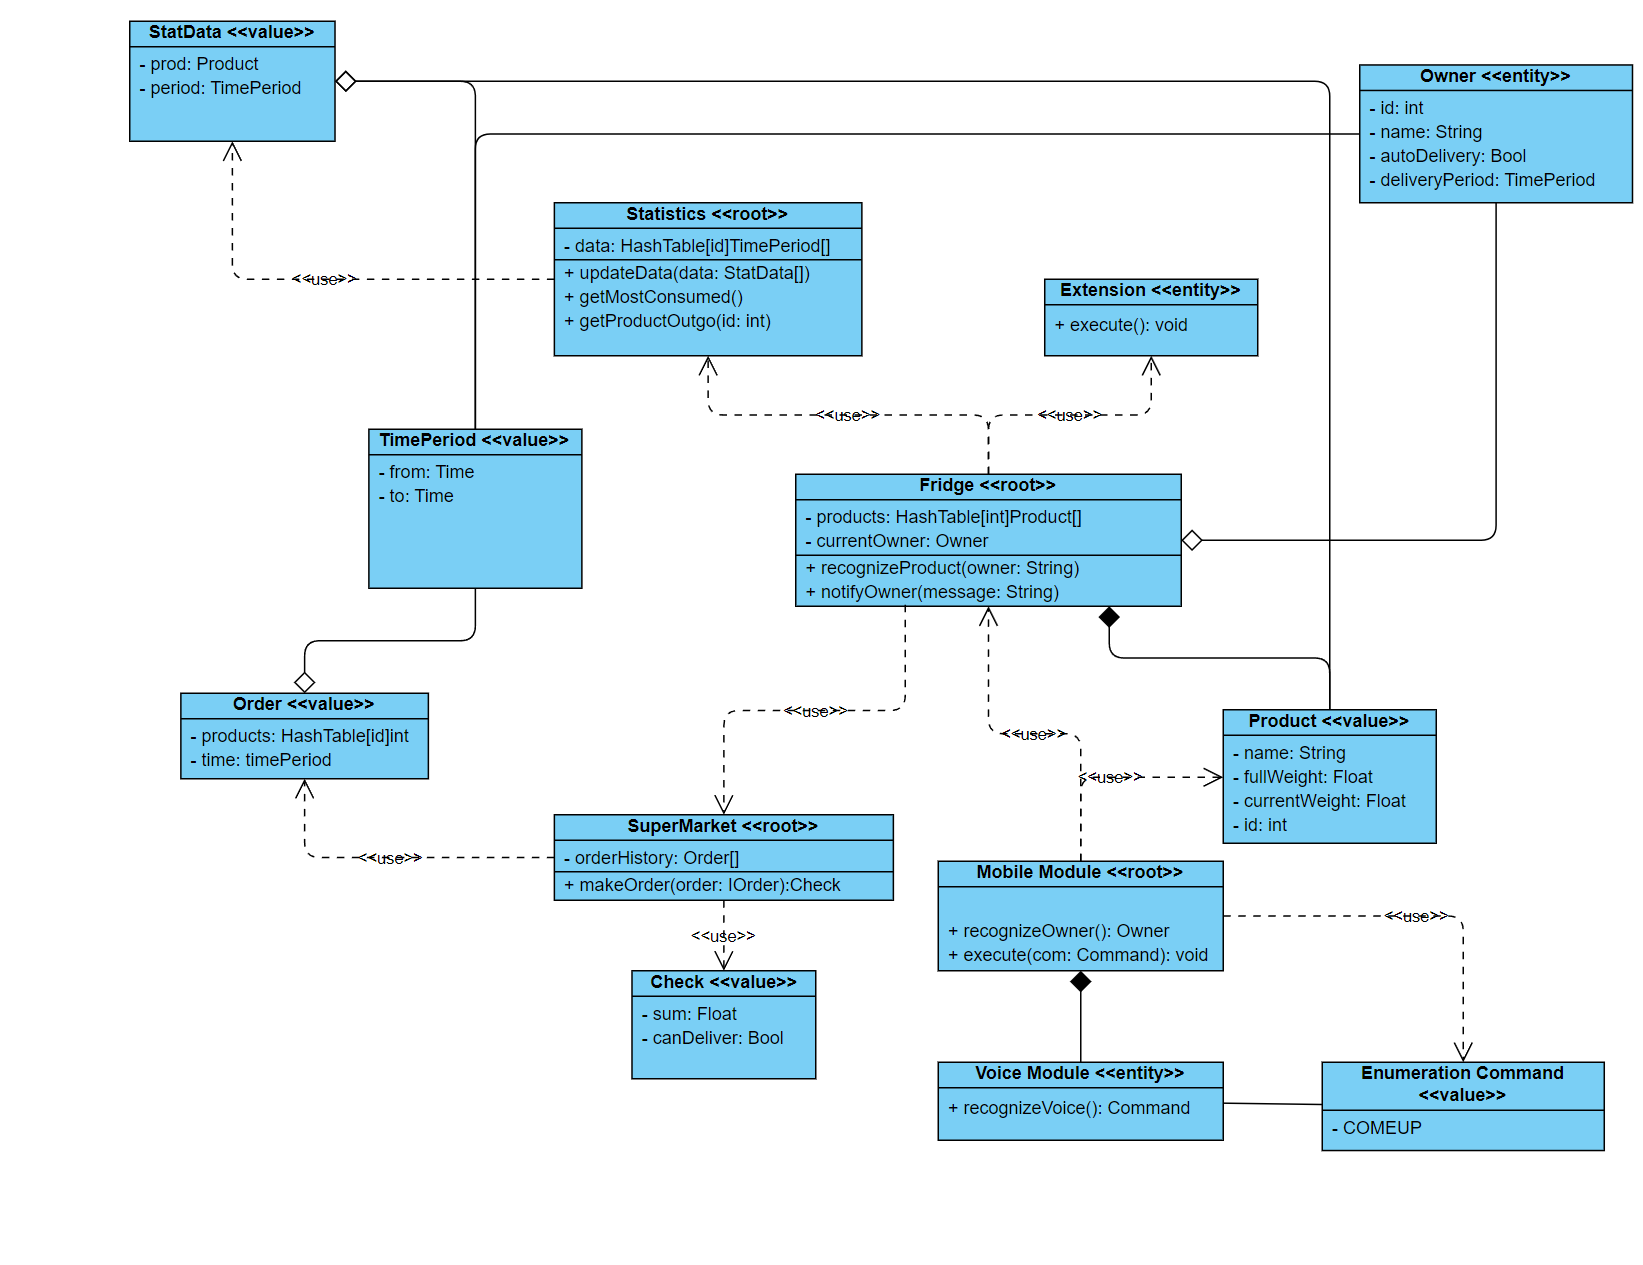 StatData <<value>>
- prod: Product
- period: TimePeriod
Owner <<entity>>
- id: int
- name: String
- autoDelivery: Bool
- deliveryPeriod: TimePeriod
Statistics <<root>>
- data: HashTable[id]TimePeriod[]
+ updateData(data: StatData[])
+ getMostConsumed()
+ getProductOutgo(id: int)
<<use>>
Extension <<entity>>
+ execute(): void
<<use>>
<<use>>
TimePeriod <<value>>
- from: Time
- to: Time
Fridge <<root>>
- products: HashTable[int]Product[]
- currentOwner: Owner
+ recognizeProduct(owner: String)
+ notifyOwner(message: String)
Order <<value>>
- products: HashTable[id]int
- time: timePeriod
<<use>>
<<use>>
<<use>>
Product <<value>>
- name: String
- fullWeight: Float
- currentWeight: Float
- id: int
SuperMarket <<root>>
- orderHistory: Order[]
+ makeOrder(order: IOrder):Check
<<use>>
<<use>>
Mobile Module <<root>>
+ recognizeOwner(): Owner
+ execute(com: Command): void
<<use>>
Check <<value>>
- sum: Float
- canDeliver: Bool
Voice Module <<entity>>
+ recognizeVoice(): Command
Enumeration Command
<<value>>
- COMEUP